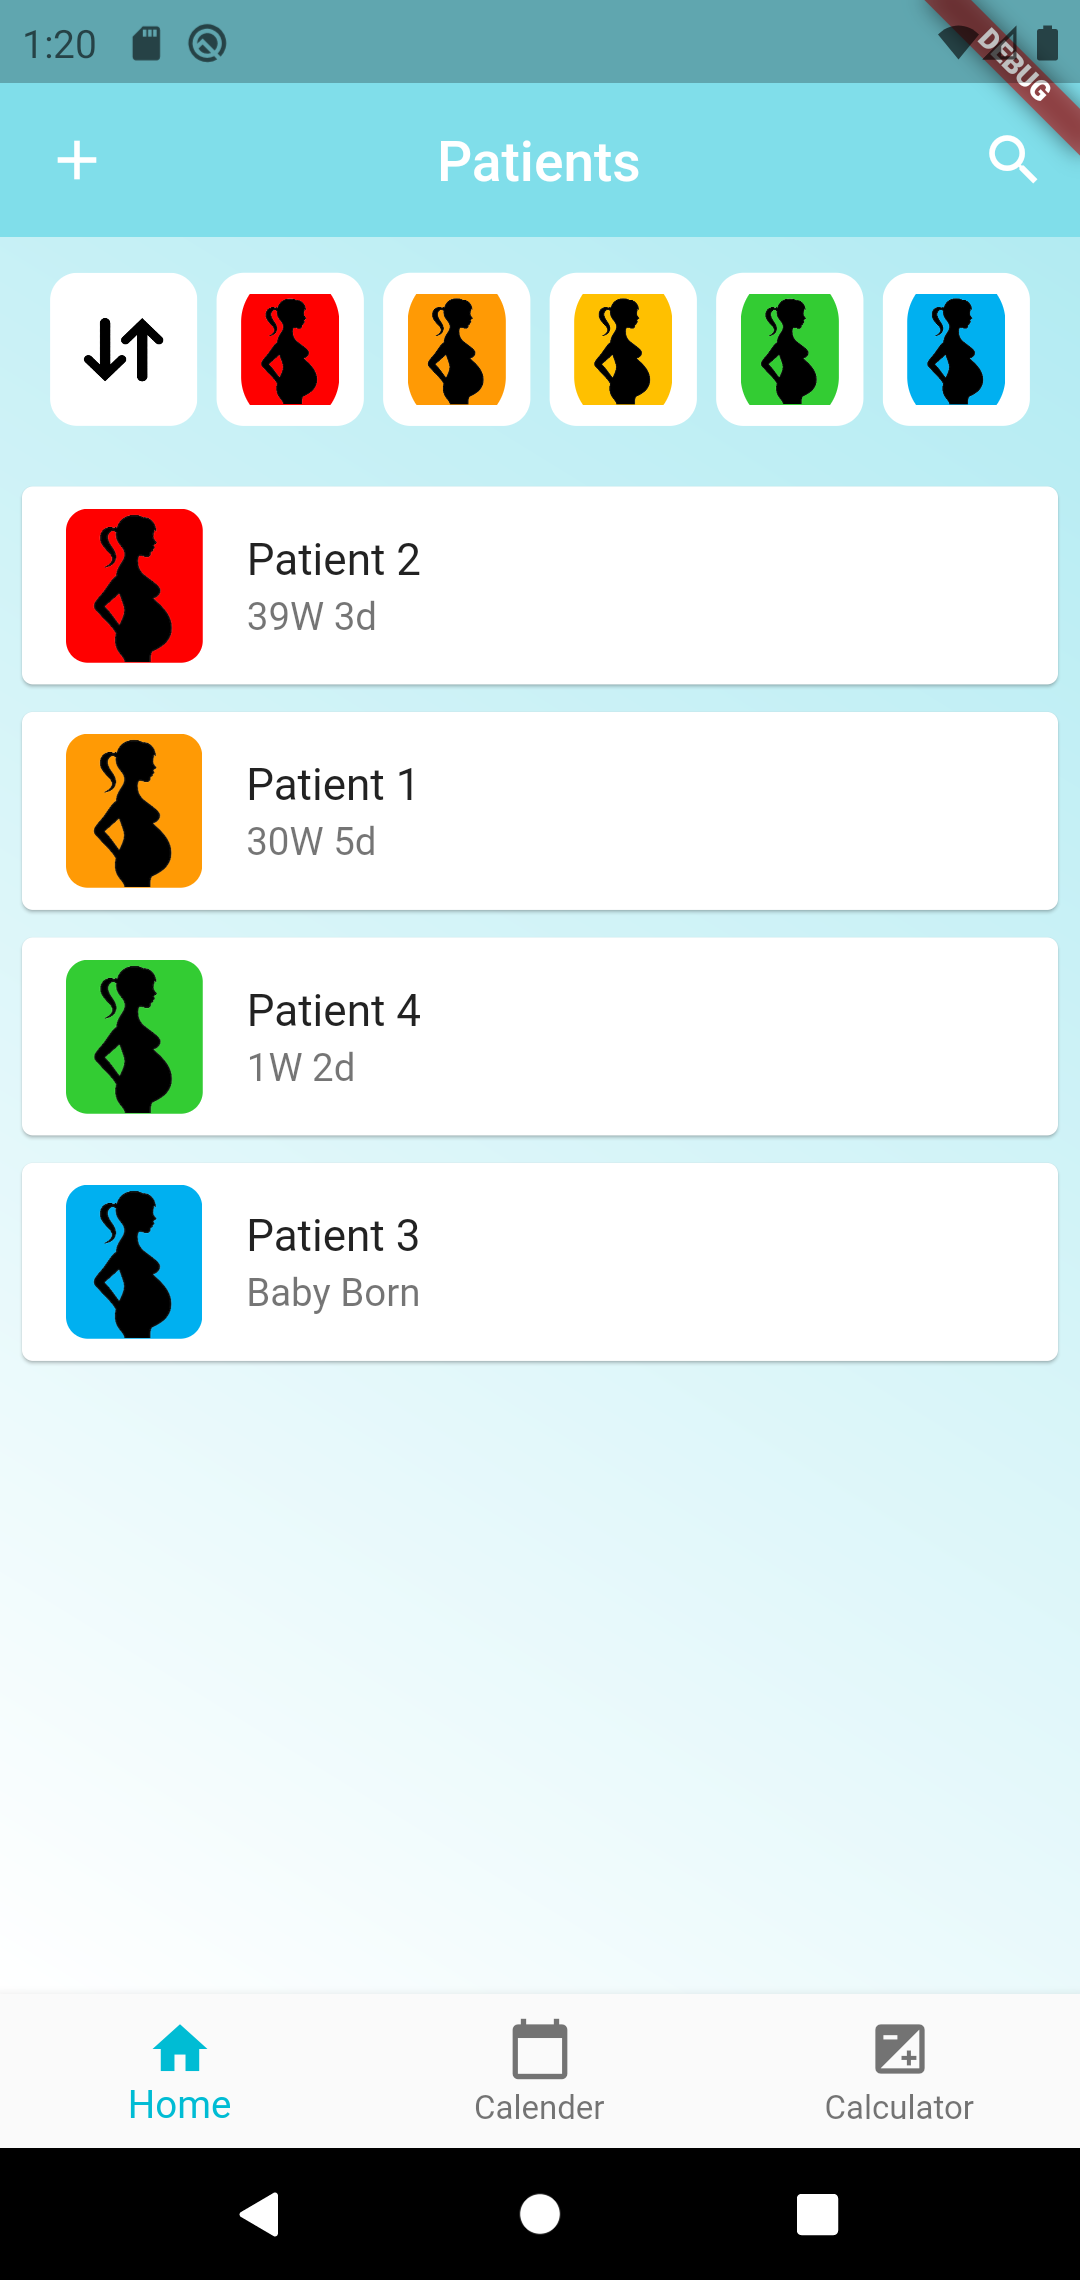 1:20
DEBUG
Patients
Patient 2
39W 3d
Patient 1
30W 5d
Patient 4
1W 2d
Patient 3
Baby Born
Home
Calender
Calculator